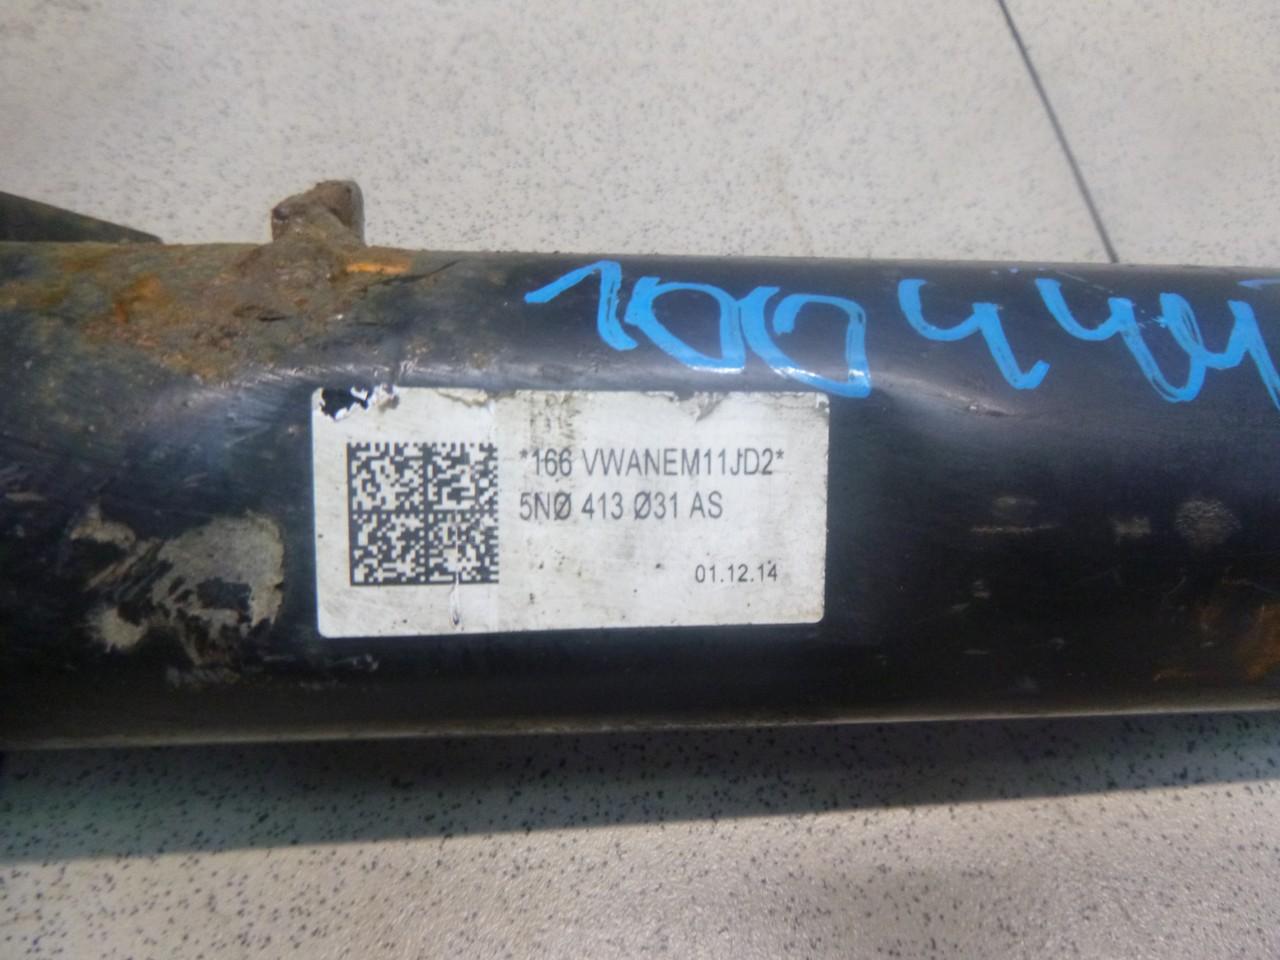 *166 VWANEM11JD2*
5NØ 413 Ø31 AS
01.12.14